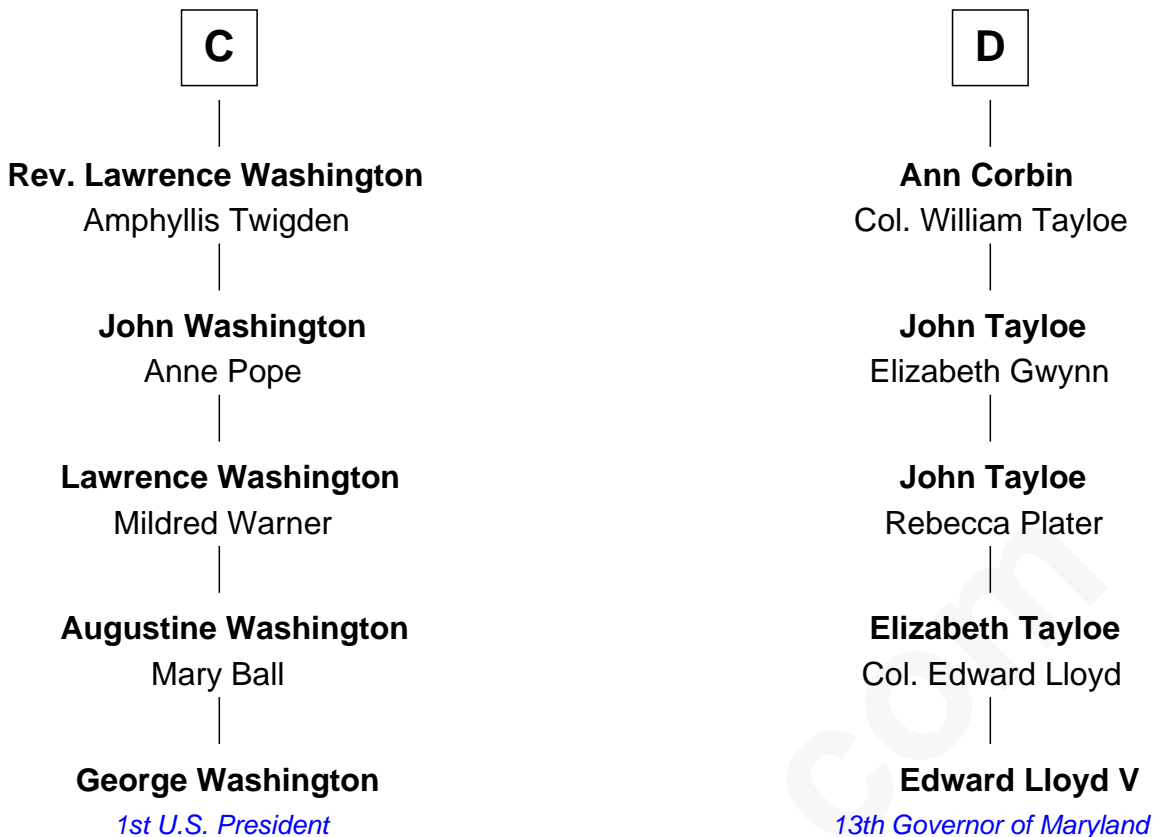 C
Rev. Lawrence Washington
Amphyllis Twigden
John Washington
Anne Pope
Lawrence Washington
Mildred Warner
Augustine Washington
Mary Ball
George Washington
1st U.S. President
D
Ann Corbin
Col. William Tayloe
John Tayloe
Elizabeth Gwynn
John Tayloe
Rebecca Plater
Elizabeth Tayloe
Col. Edward Lloyd
Edward Lloyd V
13th Governor of Maryland
com